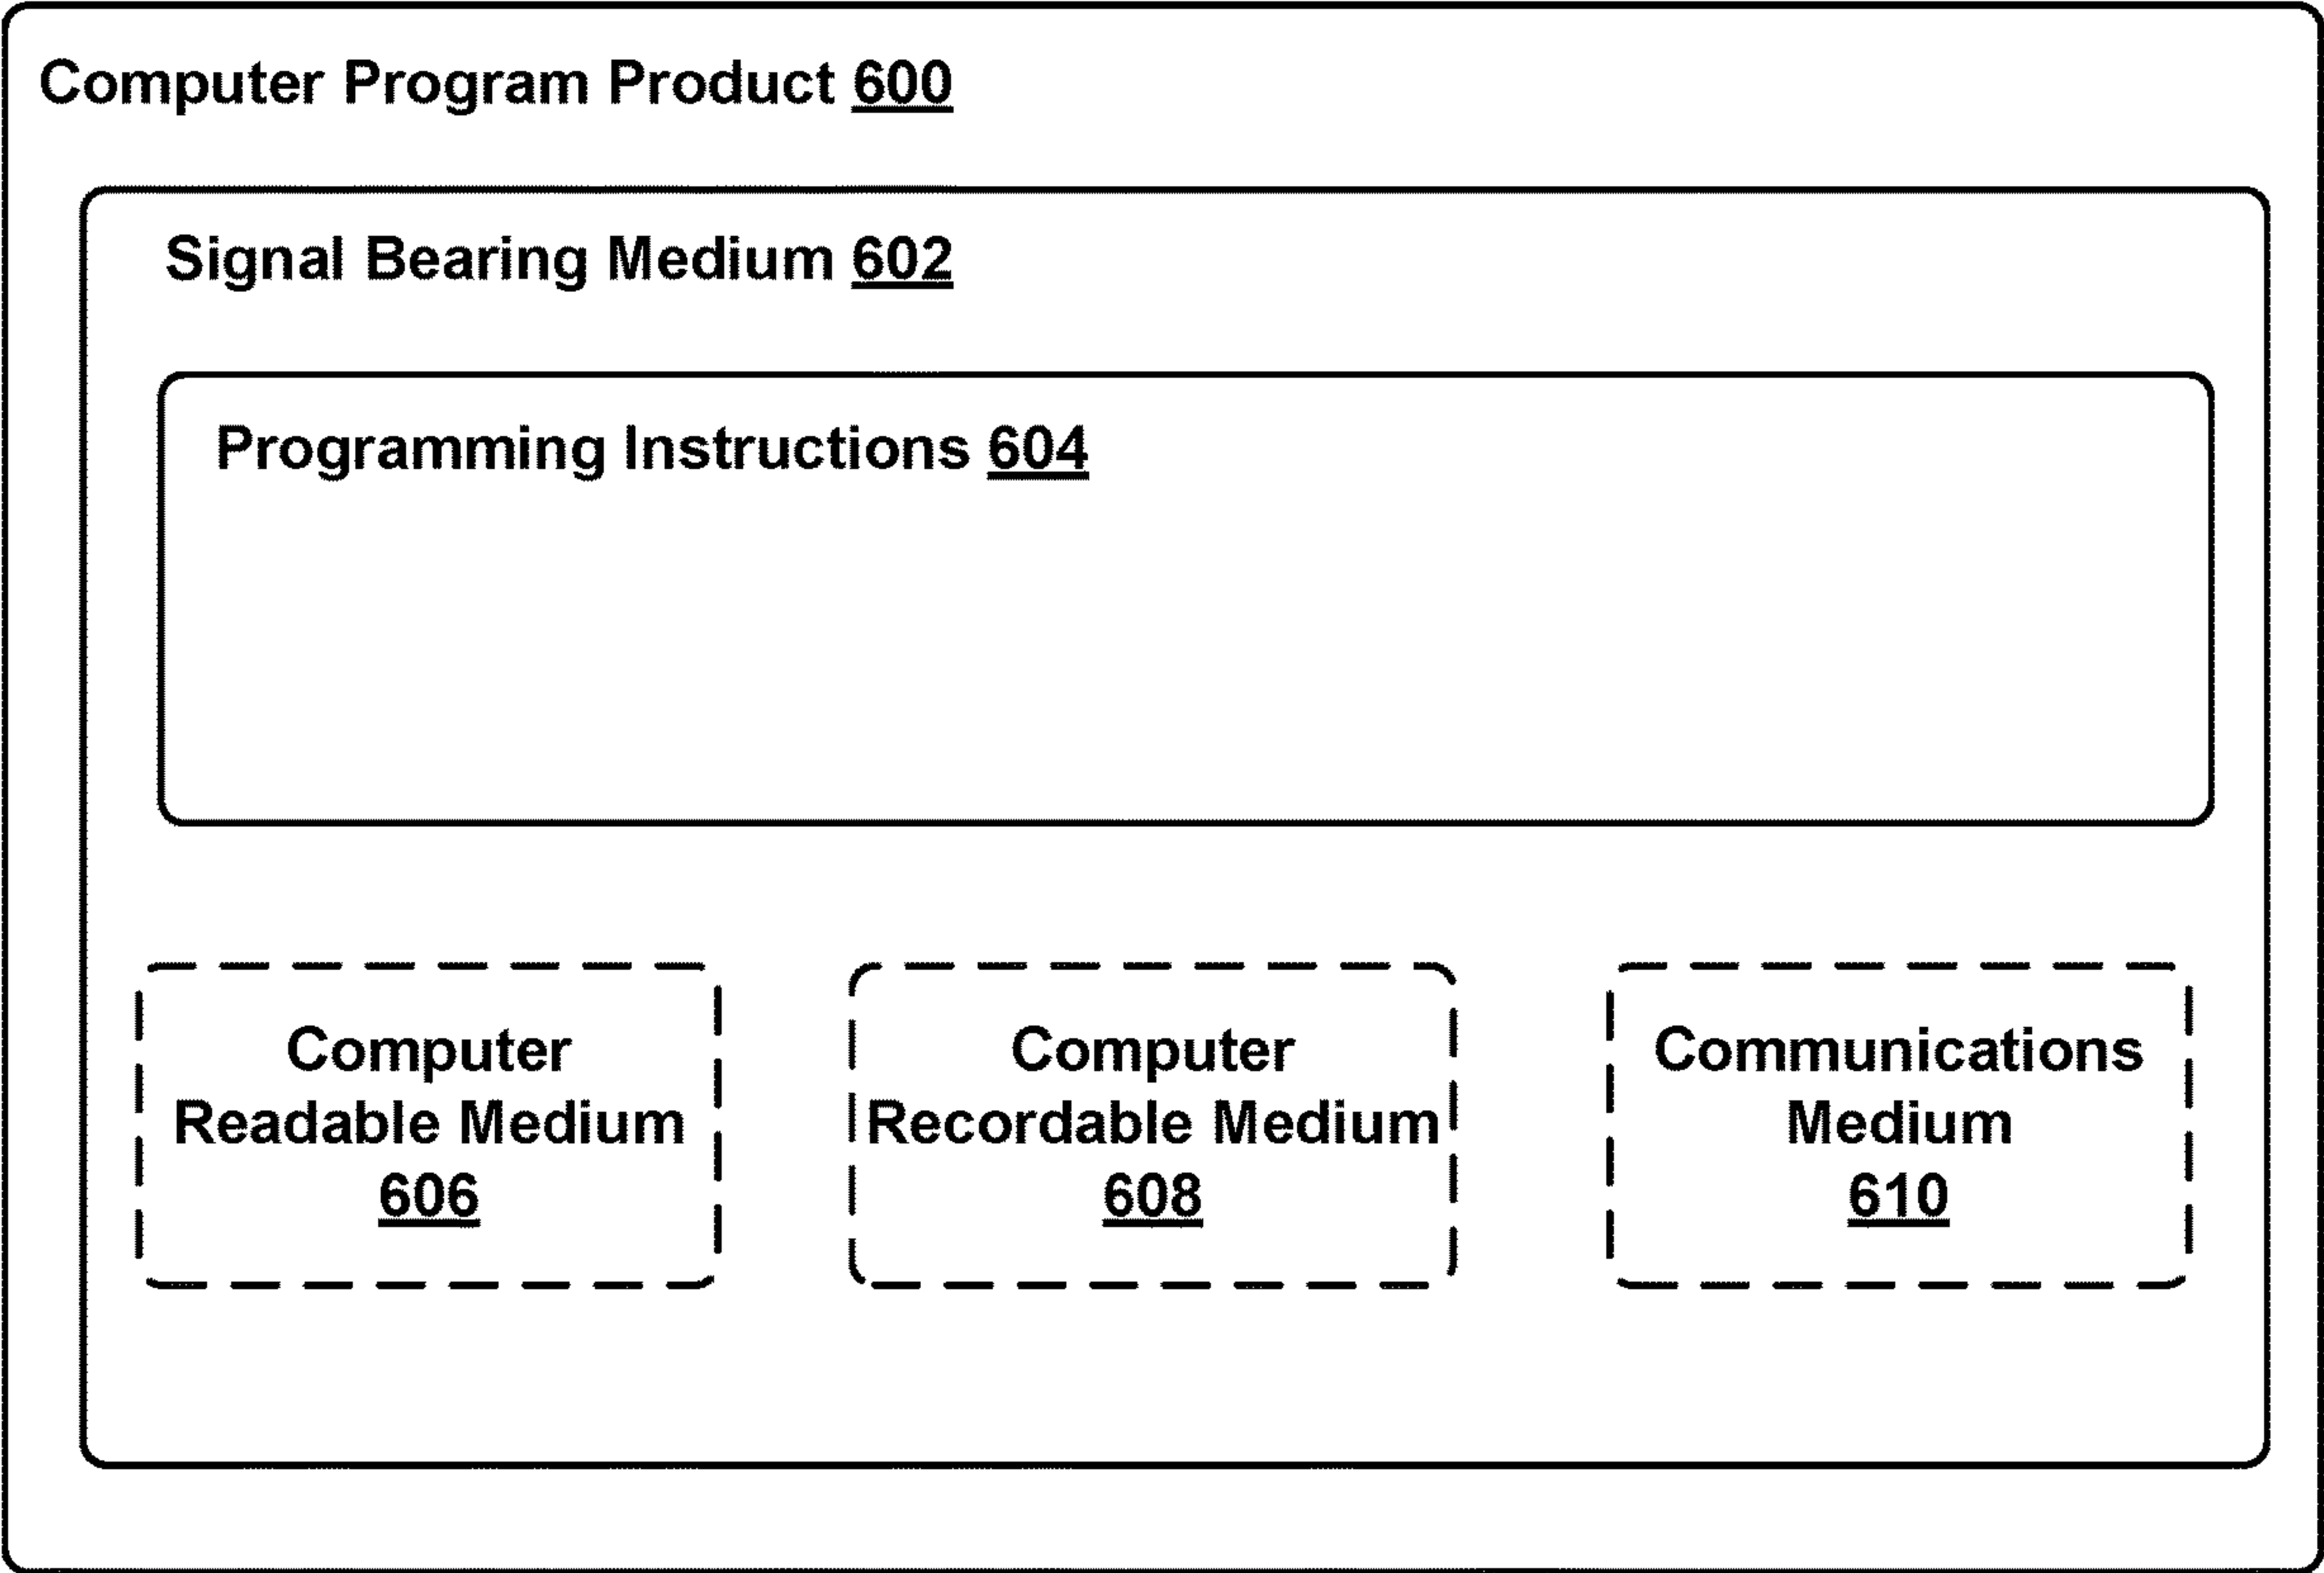 Computer Program Product 600
Signal Bearing Medium 602
Programming Instructions 604
Computer
Readable Medium
606
Computer
Recordable Medium
608
Communications
Medium
610